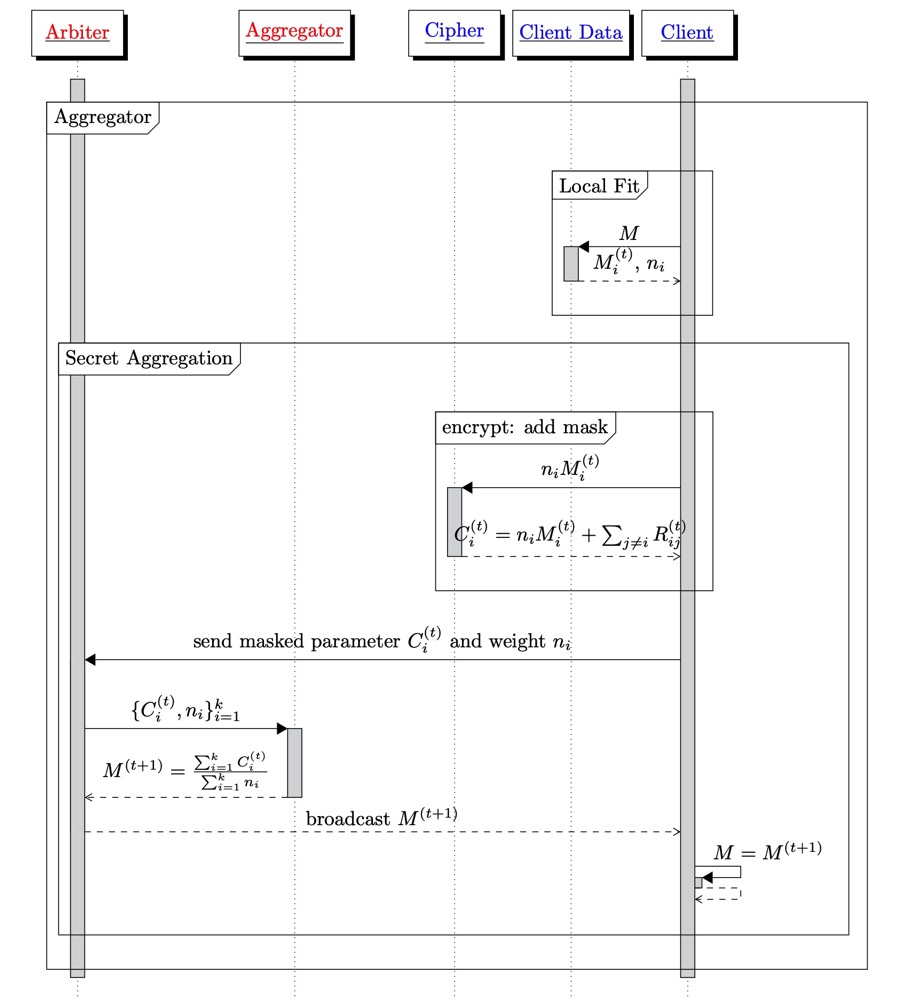 Arbiter Aggregator Cipher Client Data Client
Aggregator
Local Fit
M
M_i^{(t)}, n_i
Secret Aggregation
encrypt: add mask
n_i M_i^{(t)}
C_i^{(t)} = n_i M_i^{(t)} + \sum_{j \neq i} R_{ij}^{(t)}
send masked parameter C_i^{(t)} and weight n_i
\{C_i^{(t)}, n_i\}_{i=1}^k
M^{(t+1)} = \frac{\sum_{i=1}^k C_i^{(t)}}{\sum_{i=1}^k n_i}
broadcast M^{(t+1)}
M = M^{(t+1)}